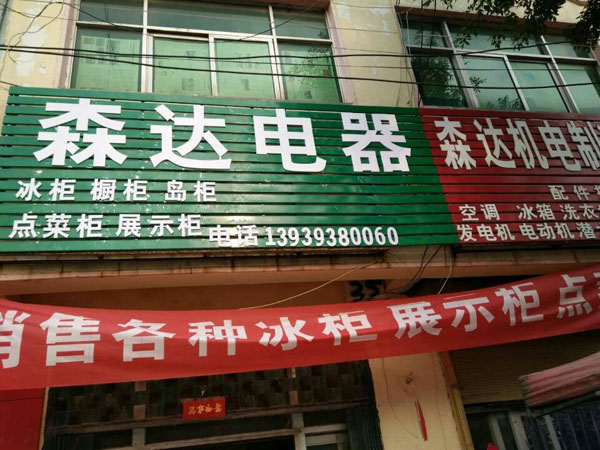 森达电器
冰柜 橱柜 岛柜
点菜柜 展示柜 电话 13939380060
森达机电制
配件
空调 冰箱 洗衣
发电机 电动机 潜
35
销售各种冰柜 展示柜点